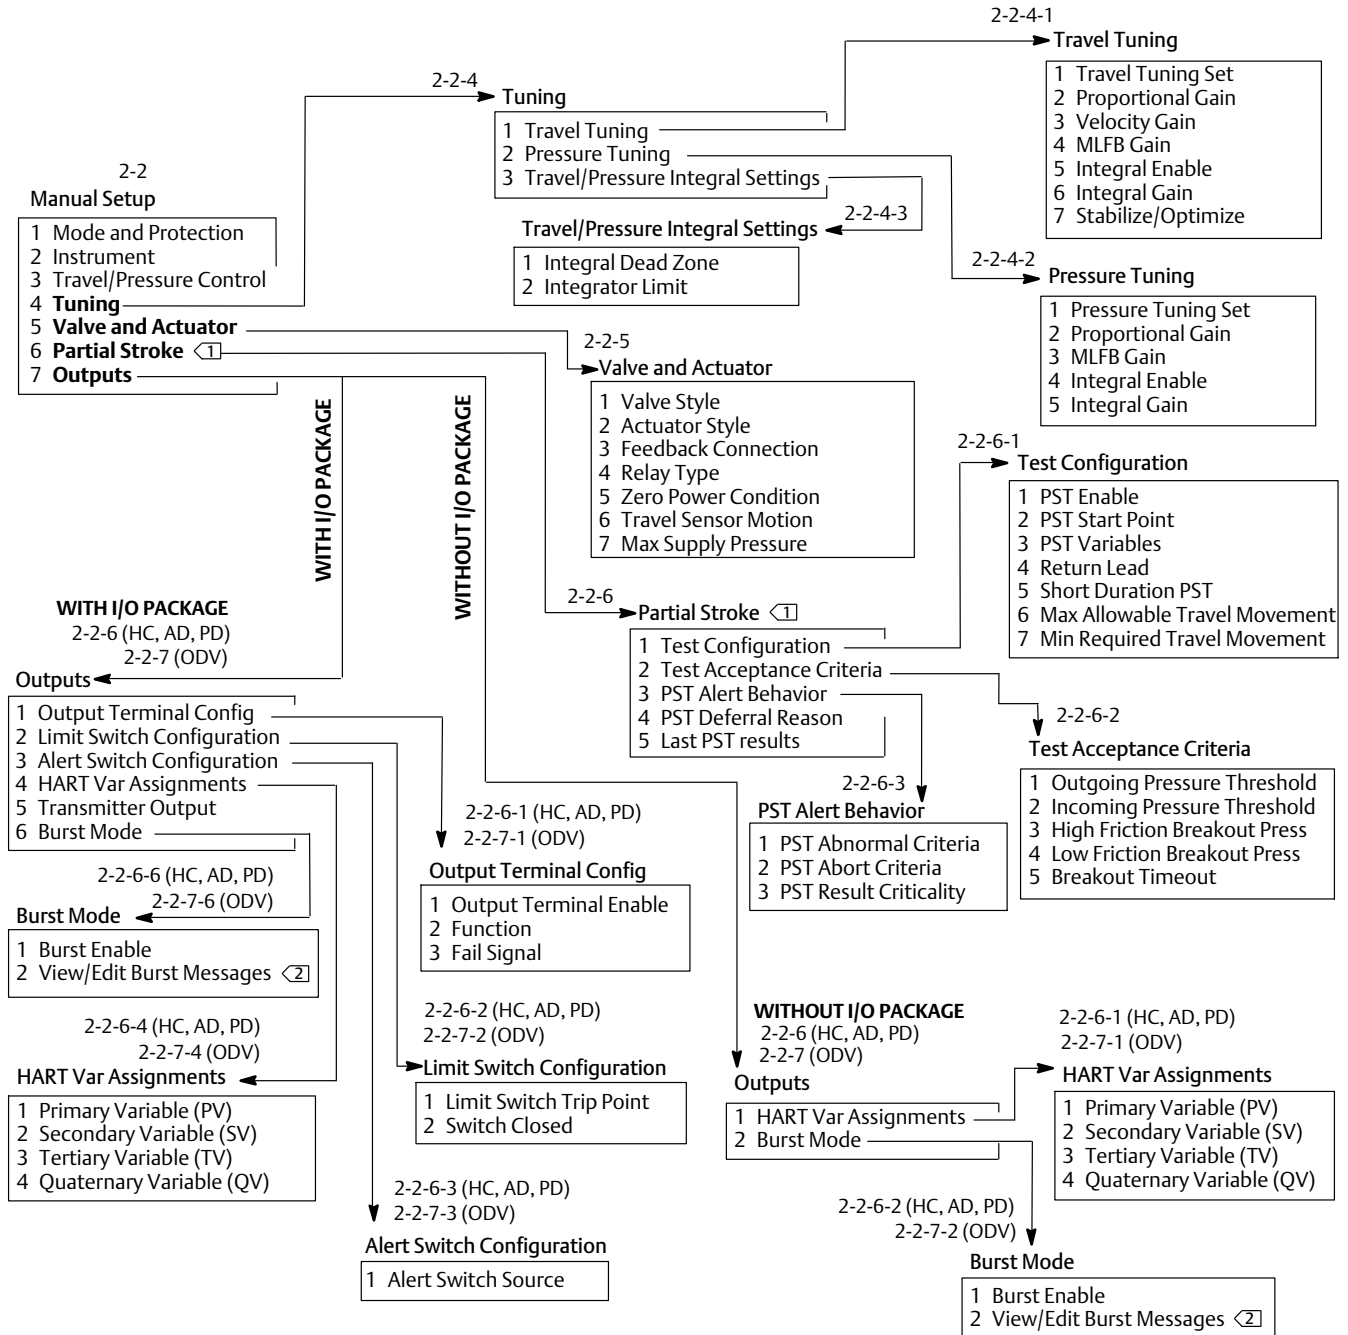 2-2
Manual Setup
1 Mode and Protection
2 Instrument
3 Travel/Pressure Control
4 Tuning
5 Valve and Actuator
6 Partial Stroke 1
7 Outputs
2-2-4
Tuning
1 Travel Tuning
2 Pressure Tuning
3 Travel/Pressure Integral Settings
2-2-4-1
Travel Tuning
1 Travel Tuning Set
2 Proportional Gain
3 Velocity Gain
4 MLFB Gain
5 Integral Enable
6 Integral Gain
7 Stabilize/Optimize
2-2-4-3
Travel/Pressure Integral Settings
1 Integral Dead Zone
2 Integrator Limit
2-2-4-2
Pressure Tuning
1 Pressure Tuning Set
2 Proportional Gain
3 MLFB Gain
4 Integral Enable
5 Integral Gain
2-2-5
Valve and Actuator
1 Valve Style
2 Actuator Style
3 Feedback Connection
4 Relay Type
5 Zero Power Condition
6 Travel Sensor Motion
7 Max Supply Pressure
WITH I/O PACKAGE
WITHOUT I/O PACKAGE
2-2-6
Partial Stroke 1
1 Test Configuration
2 Test Acceptance Criteria
3 PST Alert Behavior
4 PST Deferral Reason
5 Last PST results
2-2-6-1
Test Configuration
1 PST Enable
2 PST Start Point
3 PST Variables
4 Return Lead
5 Short Duration PST
6 Max Allowable Travel Movement
7 Min Required Travel Movement
2-2-6-2
Test Acceptance Criteria
1 Outgoing Pressure Threshold
2 Incoming Pressure Threshold
3 High Friction Breakout Press
4 Low Friction Breakout Press
5 Breakout Timeout
2-2-6-3
PST Alert Behavior
1 PST Abnormal Criteria
2 PST Abort Criteria
3 PST Result Criticality
WITH I/O PACKAGE
2-2-6 (HC, AD, PD)
2-2-7 (ODV)
Outputs
1 Output Terminal Config
2 Limit Switch Configuration
3 Alert Switch Configuration
4 HART Var Assignments
5 Transmitter Output
6 Burst Mode
2-2-6-1 (HC, AD, PD)
2-2-7-1 (ODV)
Output Terminal Config
1 Output Terminal Enable
2 Function
3 Fail Signal
2-2-6-6 (HC, AD, PD)
2-2-7-6 (ODV)
Burst Mode
1 Burst Enable
2 View/Edit Burst Messages 2
2-2-6-4 (HC, AD, PD)
2-2-7-4 (ODV)
HART Var Assignments
1 Primary Variable (PV)
2 Secondary Variable (SV)
3 Tertiary Variable (TV)
4 Quaternary Variable (QV)
2-2-6-2 (HC, AD, PD)
2-2-7-2 (ODV)
Limit Switch Configuration
1 Limit Switch Trip Point
2 Switch Closed
2-2-6-3 (HC, AD, PD)
2-2-7-3 (ODV)
Alert Switch Configuration
1 Alert Switch Source
WITHOUT I/O PACKAGE
2-2-6 (HC, AD, PD)
2-2-7 (ODV)
Outputs
1 HART Var Assignments
2 Burst Mode
2-2-6-1 (HC, AD, PD)
2-2-7-1 (ODV)
HART Var Assignments
1 Primary Variable (PV)
2 Secondary Variable (SV)
3 Tertiary Variable (TV)
4 Quaternary Variable (QV)
2-2-6-2 (HC, AD, PD)
2-2-7-2 (ODV)
Burst Mode
1 Burst Enable
2 View/Edit Burst Messages 2